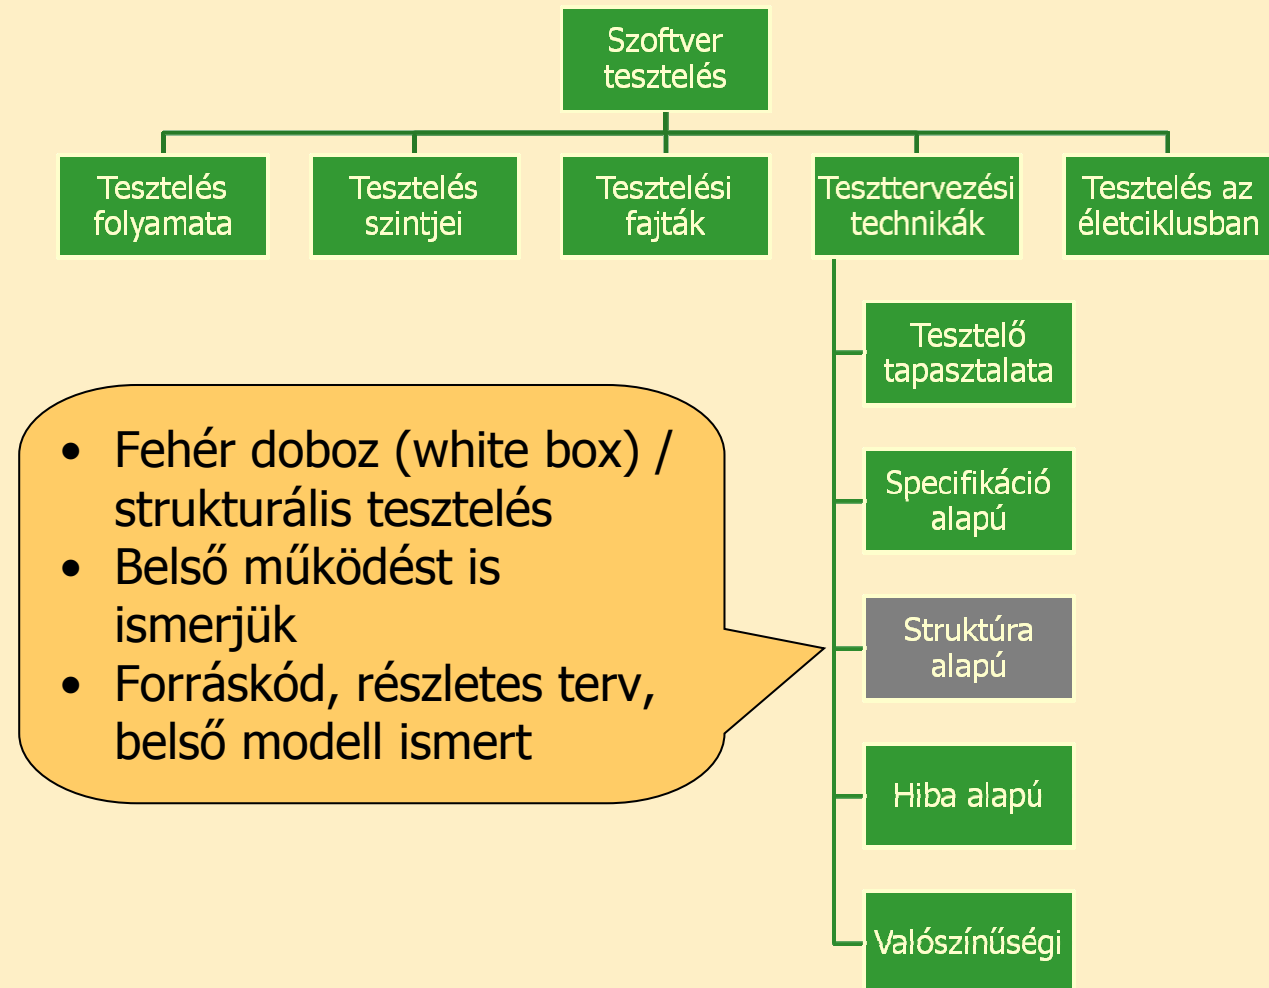 Szoftver
tesztelés
Tesztelés
folyamata
Tesztelés
szintjei
Tesztelési
fajták
Teszttervezési
technikák
Tesztelés az
életciklusban
Tesztelő
tapasztalata
Specifikáció
alapú
Struktúra
alapú
Hiba alapú
Valószínűségi
• Fehér doboz (white box) /
strukturális tesztelés
• Belső működést is
ismerjük
• Forráskód, részletes terv,
belső modell ismert